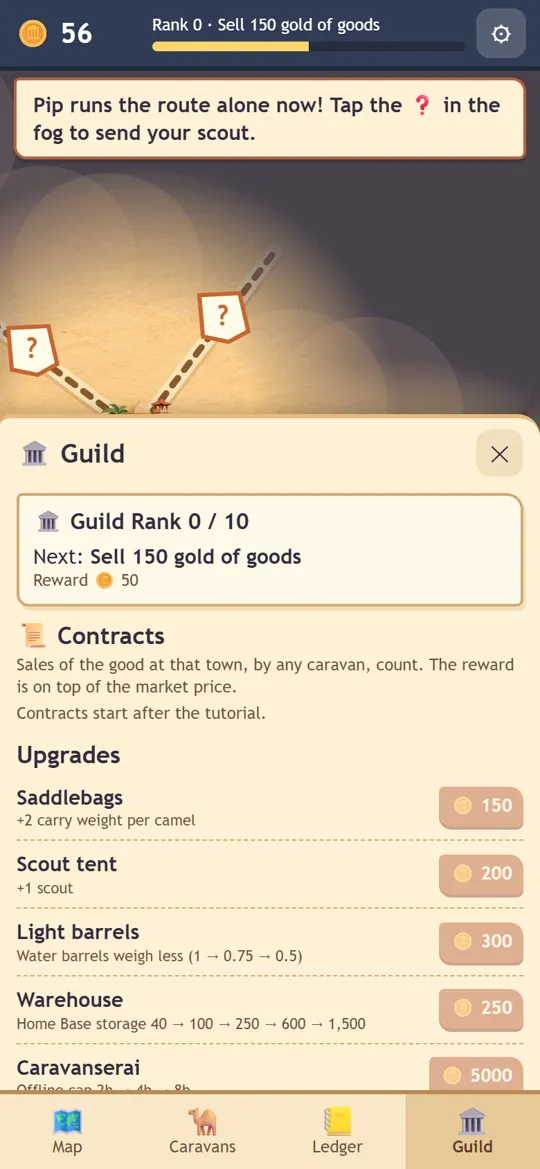 56
Rank 0 · Sell 150 gold of goods
Pip runs the route alone now! Tap the ❓ in the
fog to send your scout.
?
?
Guild
Guild Rank 0 / 10
Next: Sell 150 gold of goods
Reward 50
Contracts
Sales of the good at that town, by any caravan, count. The reward
is on top of the market price.
Contracts start after the tutorial.
Upgrades
Saddlebags
150
+2 carry weight per camel
Scout tent
200
+1 scout
Light barrels
300
Water barrels weigh less (1 → 0.75 → 0.5)
Warehouse
250
Home Base storage 40 → 100 → 250 → 600 → 1,500
Caravanserai
5000
Offline cap 2h → 4h → 8h
Map
Caravans
Ledger
Guild